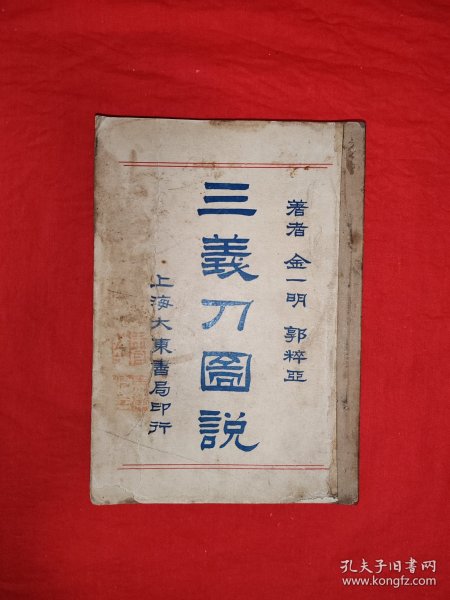 著者 金一明 郭粹亞
三義刀圖說
上海大東書局印行
孔夫子旧书网
www.kongfz.com